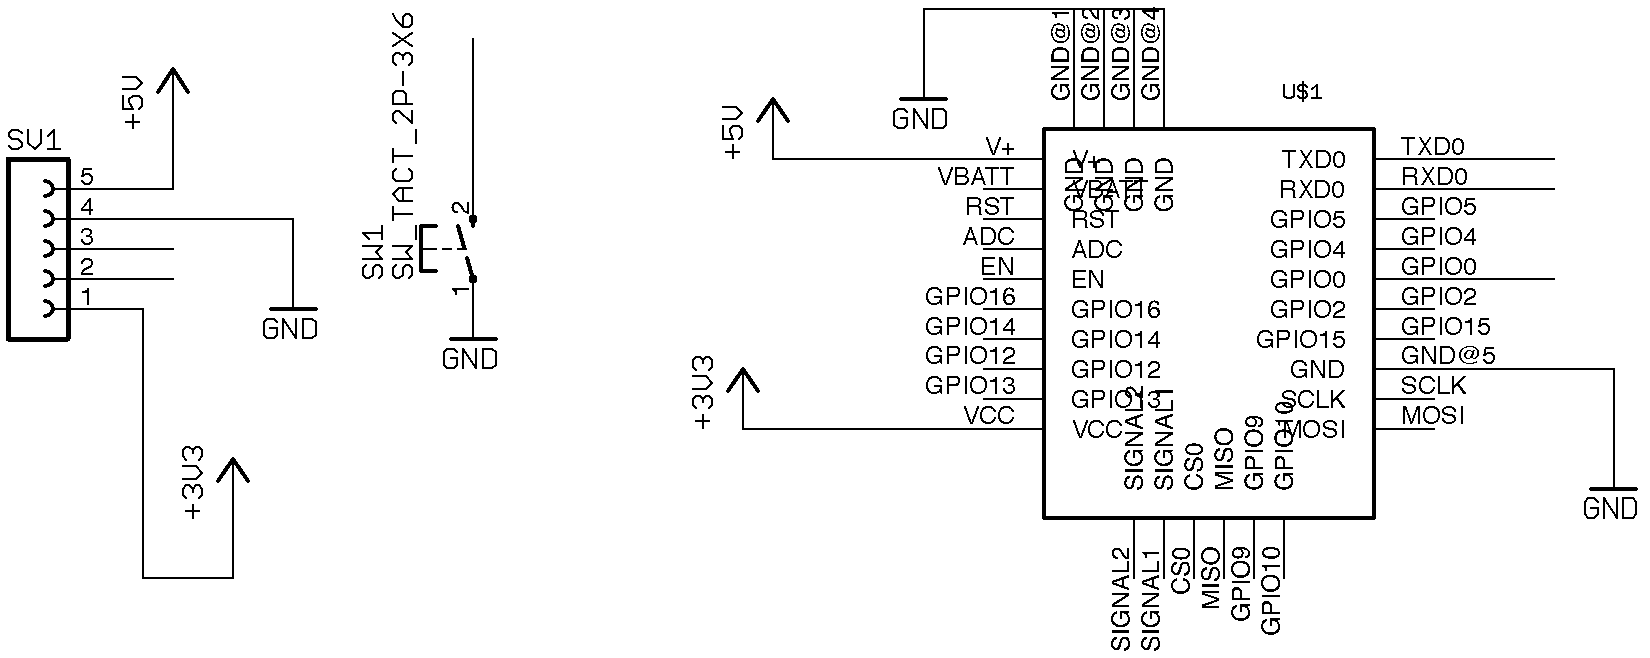 SV1
+5V
5
4
3
2
1
GND
+3V3
SW1
SW_TACT_2P-3X6
2
1
GND
GND
+5V
+3V3
GND@1
GND@2
GND@3
GND@4
U$1
V+
VBATT
RST
ADC
EN
GPIO16
GPIO14
GPIO12
GPIO13
VCC
V+
VBATT
RST
ADC
EN
GPIO16
GPIO14
GPIO12
GPIO13
VCC
GND
GND
GND
GND
TXD0
RXD0
GPIO5
GPIO4
GPIO0
GPIO2
GPIO15
GND
SCLK
MOSI
TXD0
RXD0
GPIO5
GPIO4
GPIO0
GPIO2
GPIO15
GND@5
SCLK
MOSI
GND
SIGNAL2
SIGNAL1
CS0
MISO
GPIO9
GPIO10
SIGNAL2
SIGNAL1
CS0
MISO
GPIO9
GPIO10